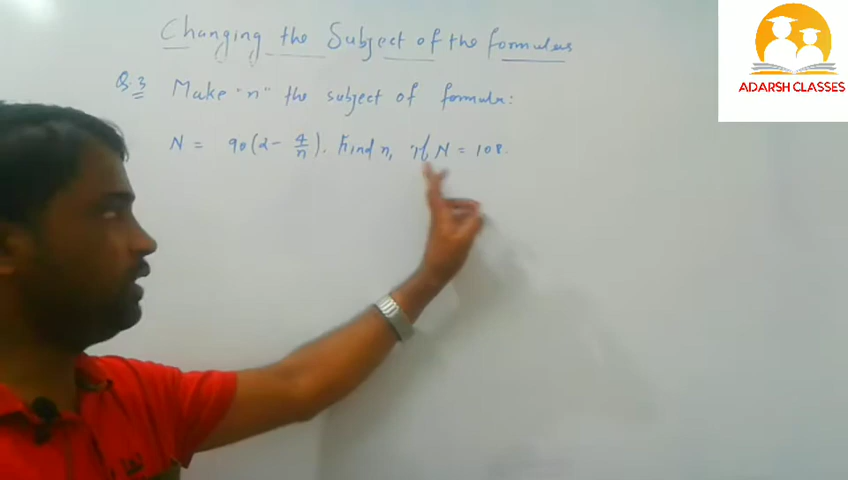 Changing the Subject of the formulas
Q.3 Make "n" the subject of formula:
N = 90(2 - 4/n). Find n, if N = 108.
ADARSH CLASSES